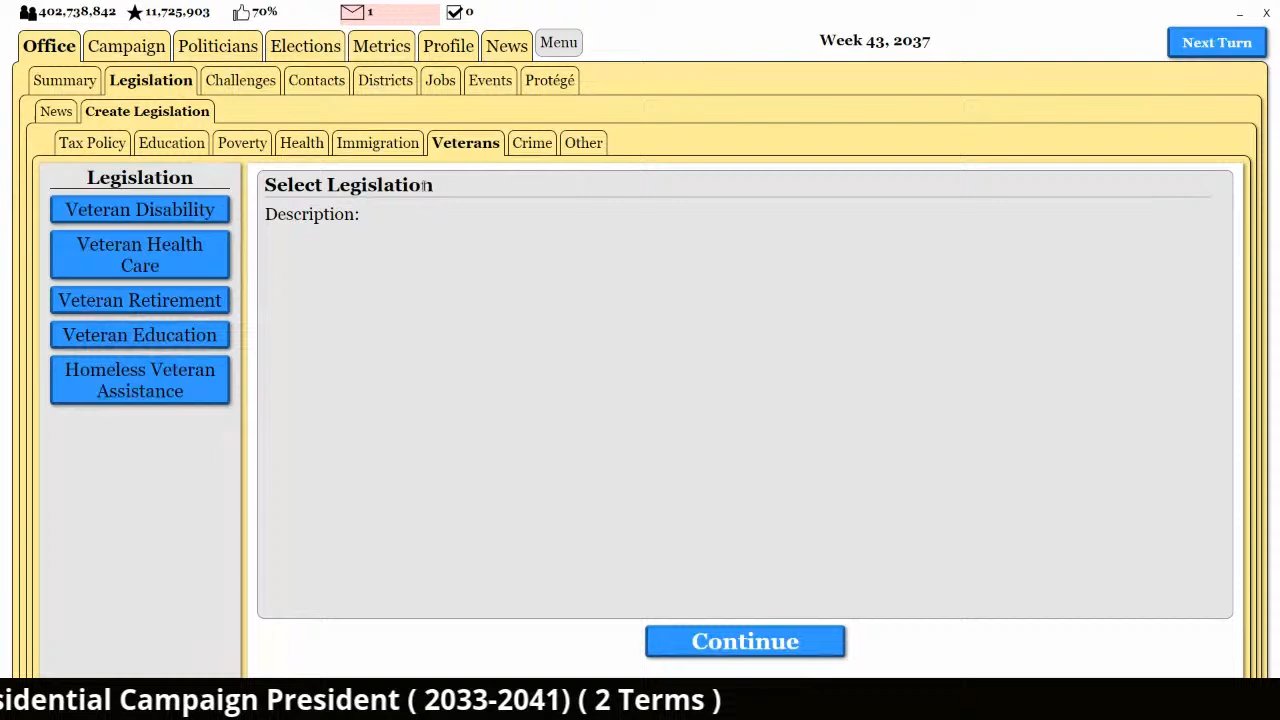 402,738,842 11,725,903 70% 1 0
_ X
Office Campaign Politicians Elections Metrics Profile News Menu
Week 43, 2037
Next Turn
Summary Legislation Challenges Contacts Districts Jobs Events Protégé
News Create Legislation
Tax Policy Education Poverty Health Immigration Veterans Crime Other
Legislation
Veteran Disability
Veteran Health
Care
Veteran Retirement
Veteran Education
Homeless Veteran
Assistance
Select Legislation
Description:
Continue
sidential Campaign President ( 2033-2041) ( 2 Terms )